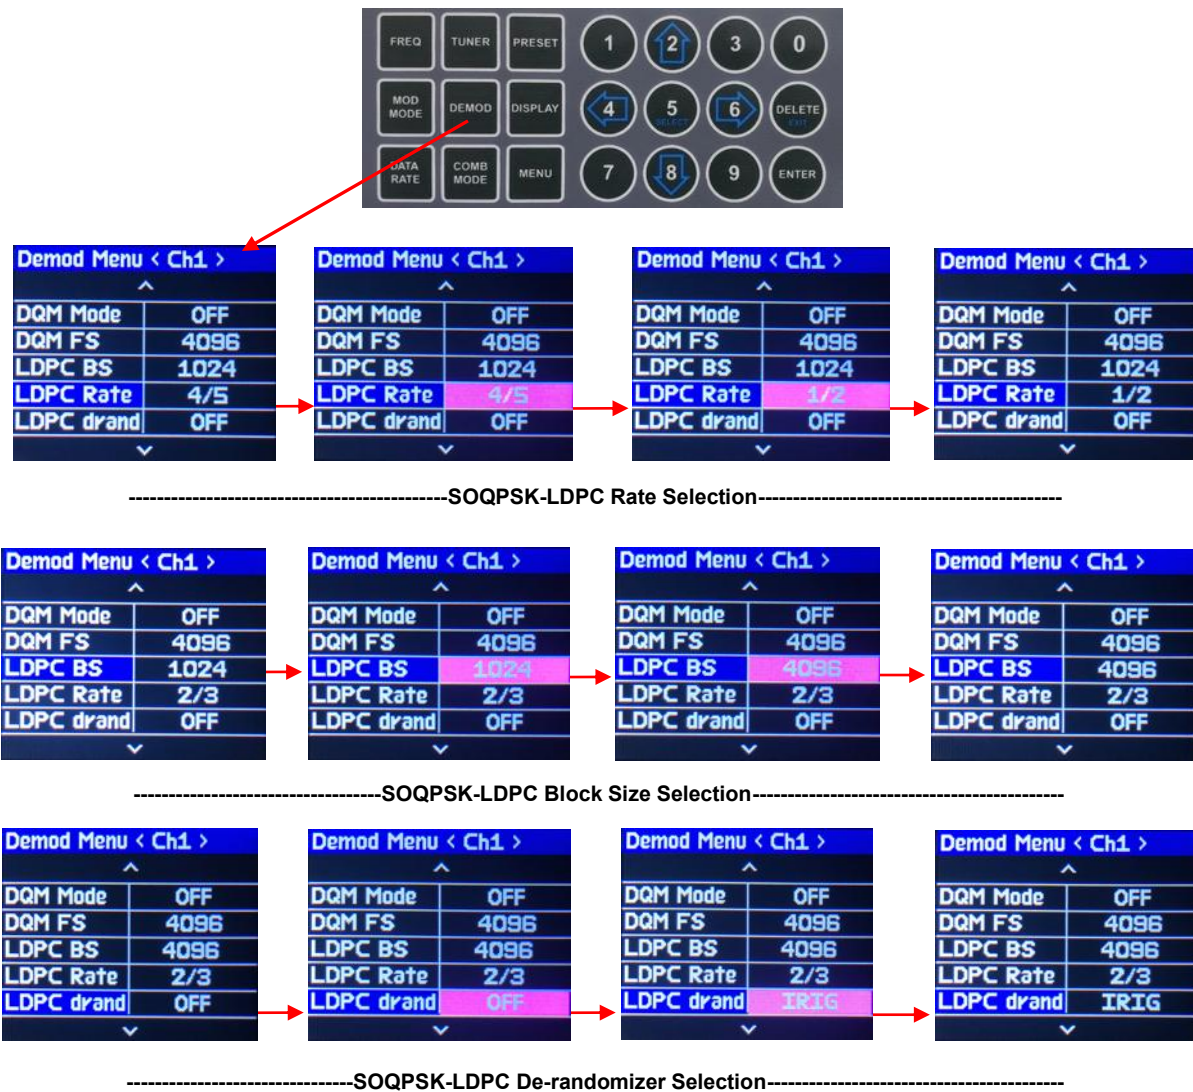 FREQ TUNER PRESET 1 2 3 0
MOD MODE DEMOD DISPLAY 4 5 SELECT 6 DELETE EXIT
DATA RATE COMB MODE MENU 7 8 9 ENTER
Demod Menu < Ch1 >
DQM Mode OFF
DQM FS 4096
LDPC BS 1024
LDPC Rate 4/5
LDPC drand OFF
Demod Menu < Ch1 >
DQM Mode OFF
DQM FS 4096
LDPC BS 1024
LDPC Rate 4/5
LDPC drand OFF
Demod Menu < Ch1 >
DQM Mode OFF
DQM FS 4096
LDPC BS 1024
LDPC Rate 1/2
LDPC drand OFF
Demod Menu < Ch1 >
DQM Mode OFF
DQM FS 4096
LDPC BS 1024
LDPC Rate 1/2
LDPC drand OFF
---------------------------------------------SOQPSK-LDPC Rate Selection-------------------------------------------
Demod Menu < Ch1 >
DQM Mode OFF
DQM FS 4096
LDPC BS 1024
LDPC Rate 2/3
LDPC drand OFF
Demod Menu < Ch1 >
DQM Mode OFF
DQM FS 4096
LDPC BS 1024
LDPC Rate 2/3
LDPC drand OFF
Demod Menu < Ch1 >
DQM Mode OFF
DQM FS 4096
LDPC BS 4096
LDPC Rate 2/3
LDPC drand OFF
Demod Menu < Ch1 >
DQM Mode OFF
DQM FS 4096
LDPC BS 4096
LDPC Rate 2/3
LDPC drand OFF
-----------------------------------SOQPSK-LDPC Block Size Selection--------------------------------------------
Demod Menu < Ch1 >
DQM Mode OFF
DQM FS 4096
LDPC BS 4096
LDPC Rate 2/3
LDPC drand OFF
Demod Menu < Ch1 >
DQM Mode OFF
DQM FS 4096
LDPC BS 4096
LDPC Rate 2/3
LDPC drand OFF
Demod Menu < Ch1 >
DQM Mode OFF
DQM FS 4096
LDPC BS 4096
LDPC Rate 2/3
LDPC drand IRIG
Demod Menu < Ch1 >
DQM Mode OFF
DQM FS 4096
LDPC BS 4096
LDPC Rate 2/3
LDPC drand IRIG
--------------------------------SOQPSK-LDPC De-randomizer Selection------------------------------------------